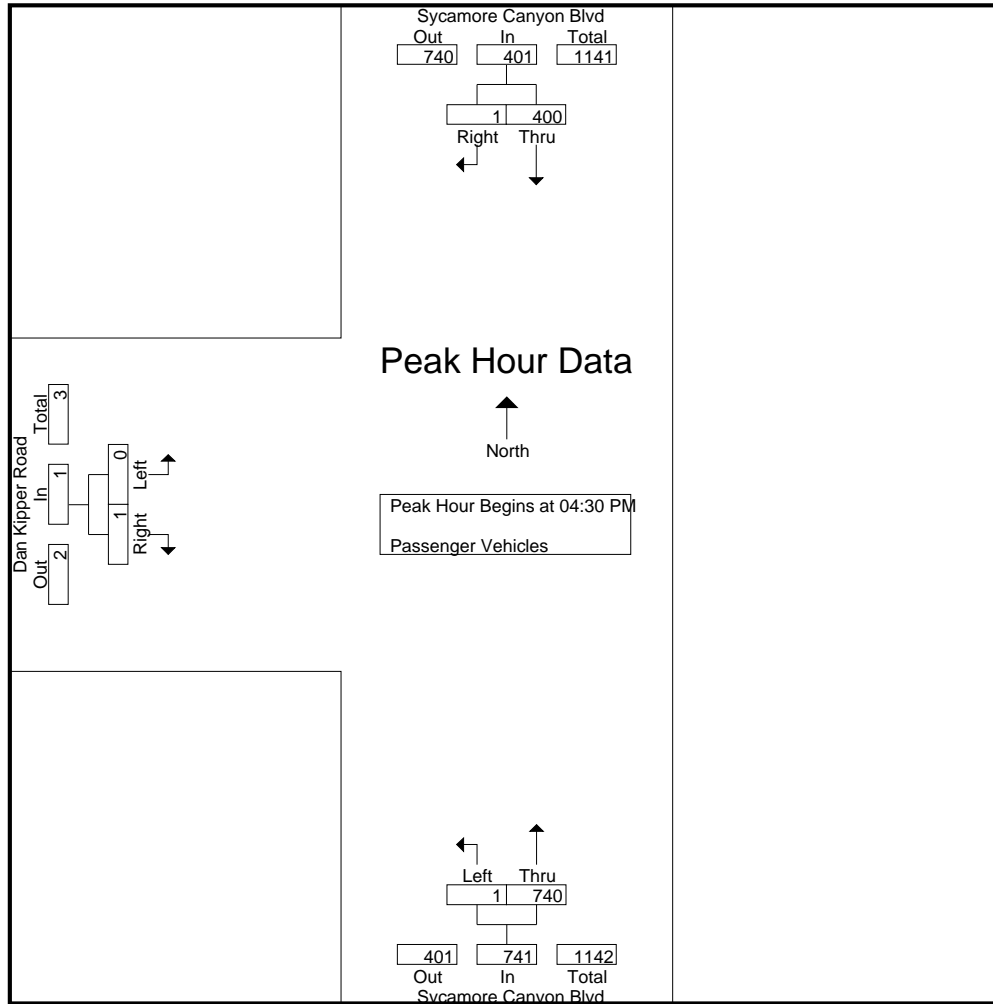 Sycamore Canyon Blvd
Out In Total
740 401 1141
1 400
Right Thru
Peak Hour Data
North
Peak Hour Begins at 04:30 PM
Passenger Vehicles
Dan Kipper Road
Out In Total
2 1 3
Right Left
1 0
Left Thru
1 740
401 741 1142
Out In Total
Sycamore Canyon Blvd